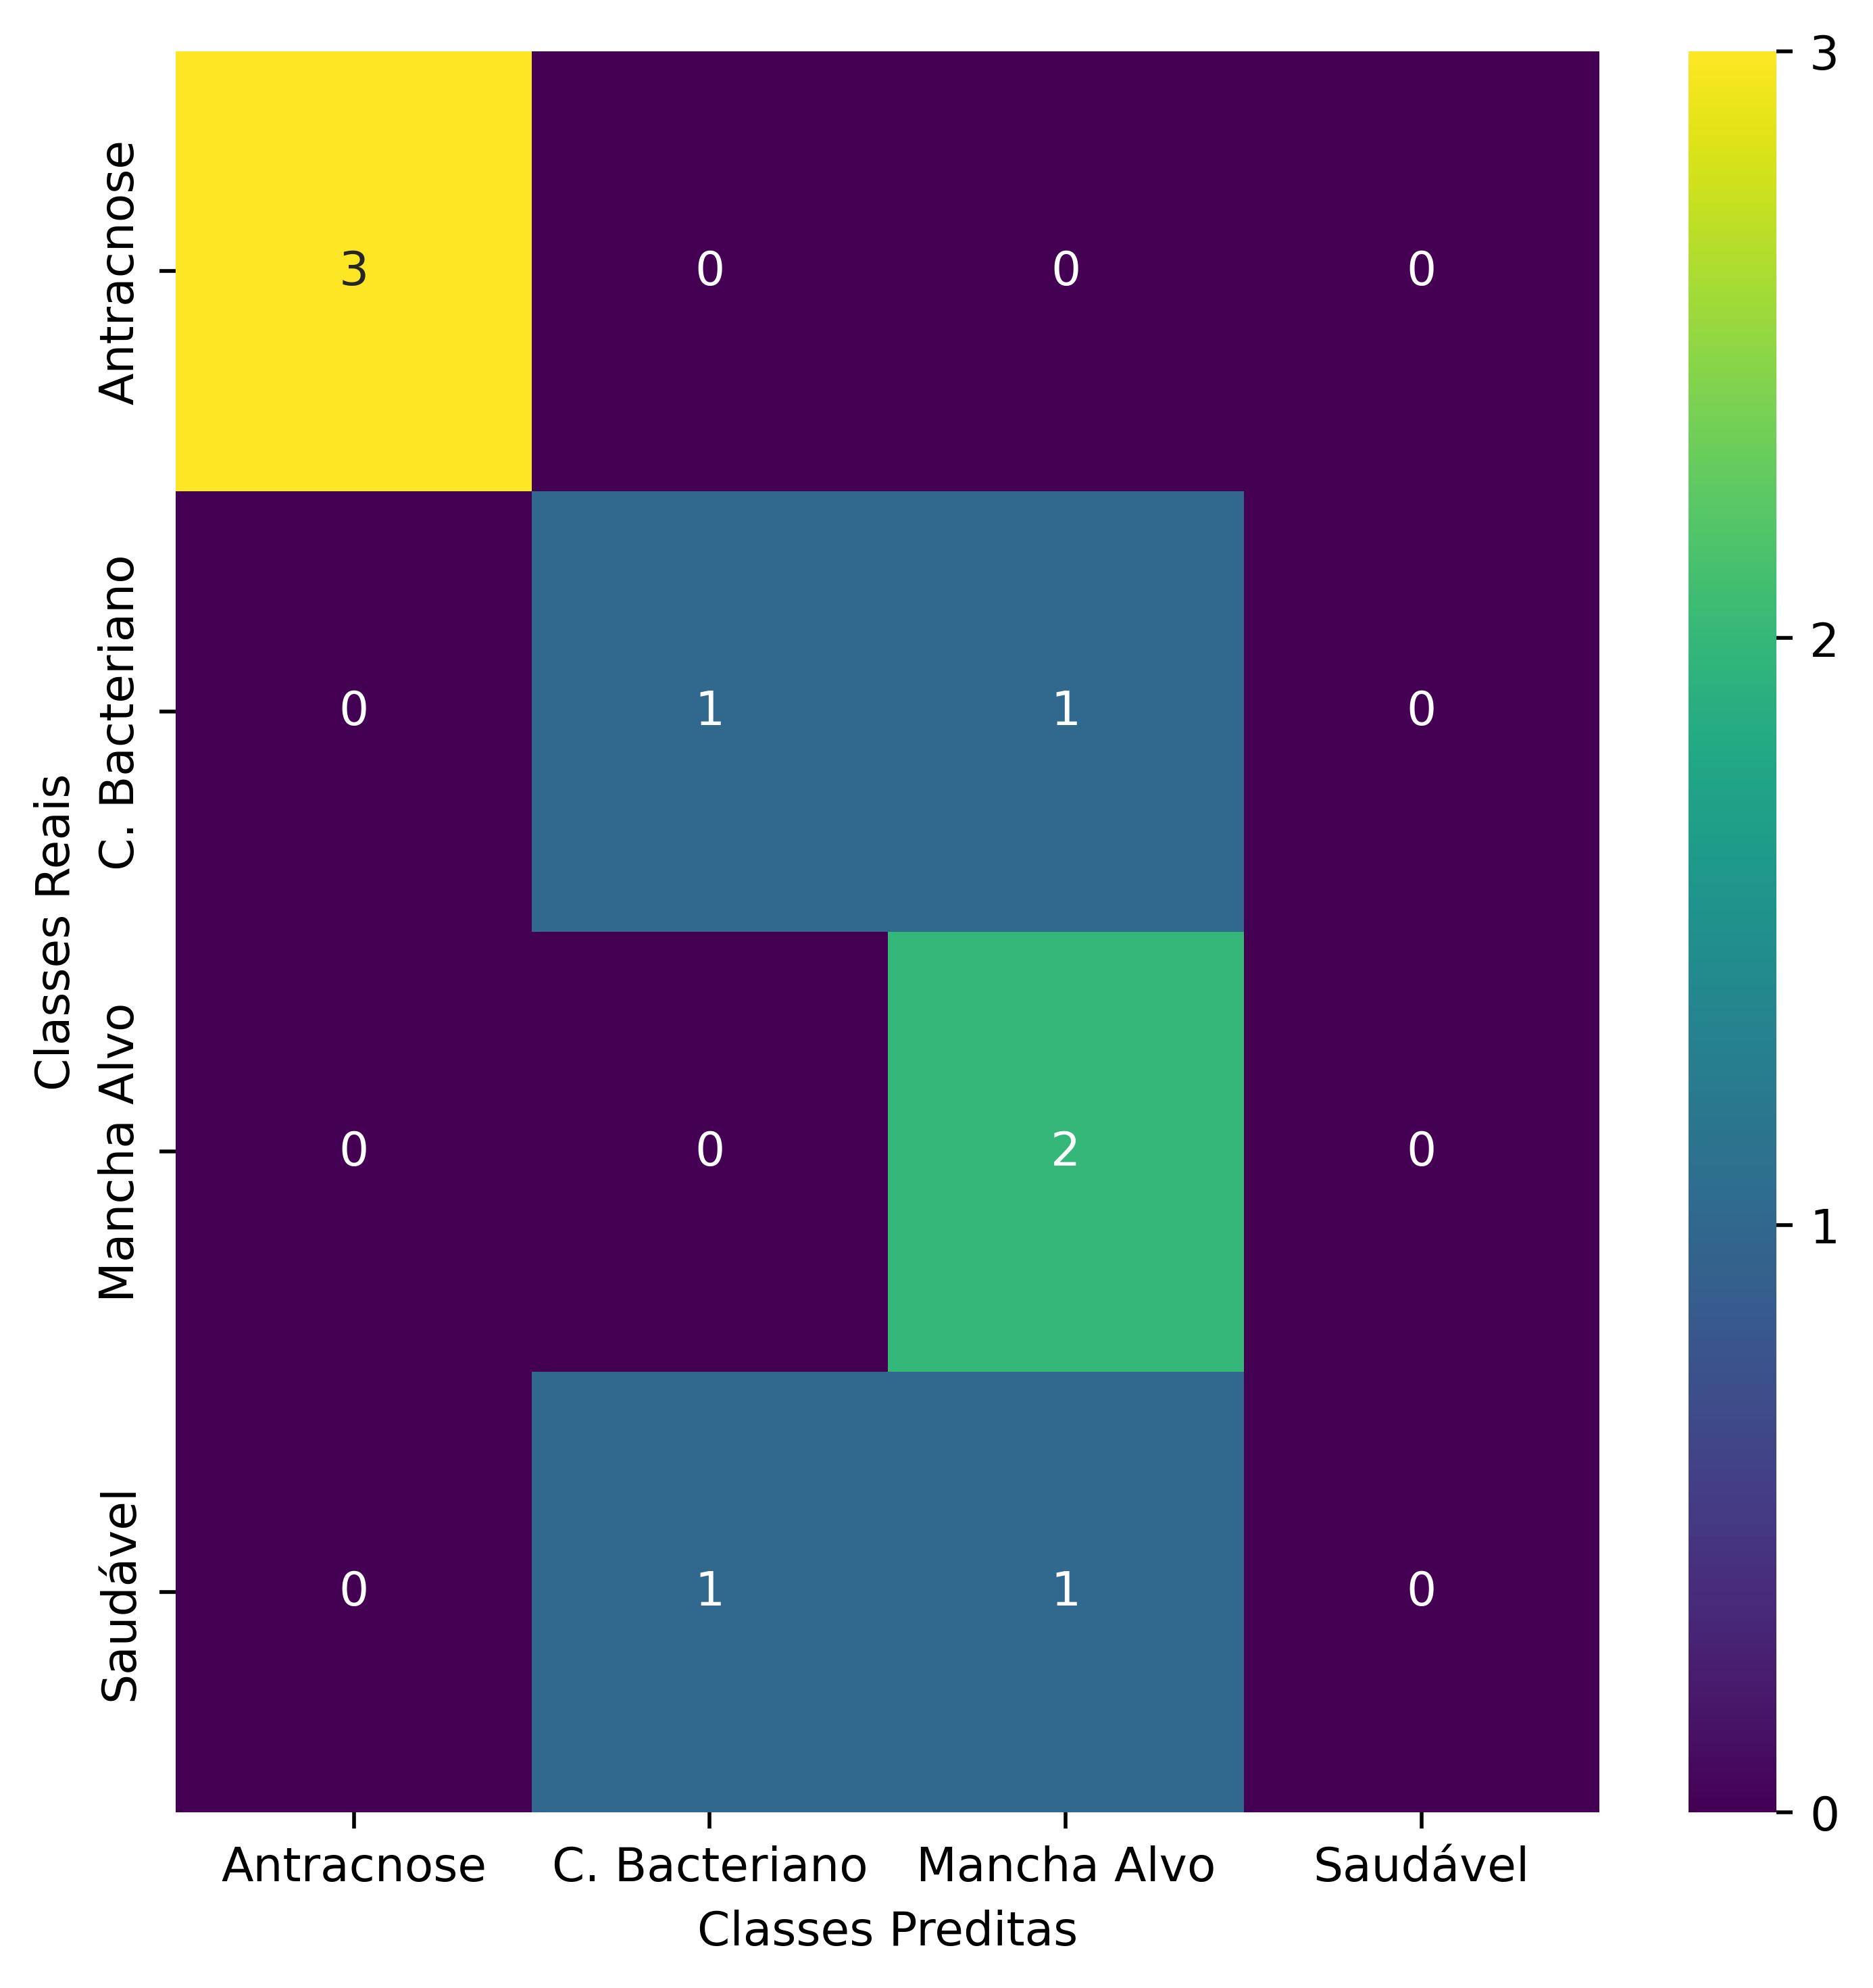 Classes Reais
Antracnose
3 0 0 0
C. Bacteriano
0 1 1 0
Mancha Alvo
0 0 2 0
Saudável
0 1 1 0
Antracnose C. Bacteriano Mancha Alvo Saudável
Classes Preditas
3
2
1
0